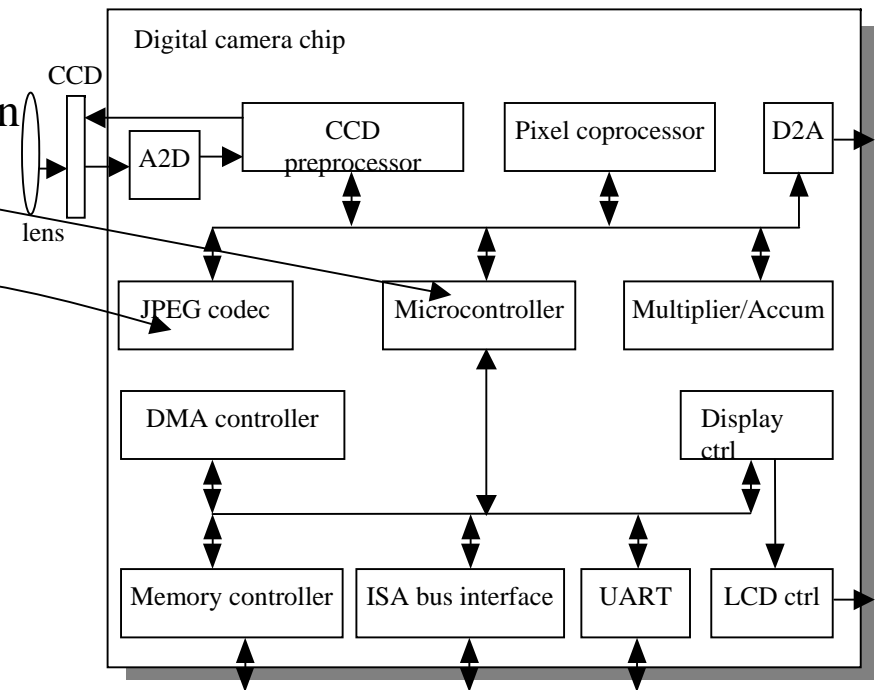 Digital camera chip
CCD
n
CCD
preprocessor
Pixel coprocessor
D2A
A2D
lens
JPEG codec
Microcontroller
Multiplier/Accum
DMA controller
Display
ctrl
Memory controller
ISA bus interface
UART
LCD ctrl